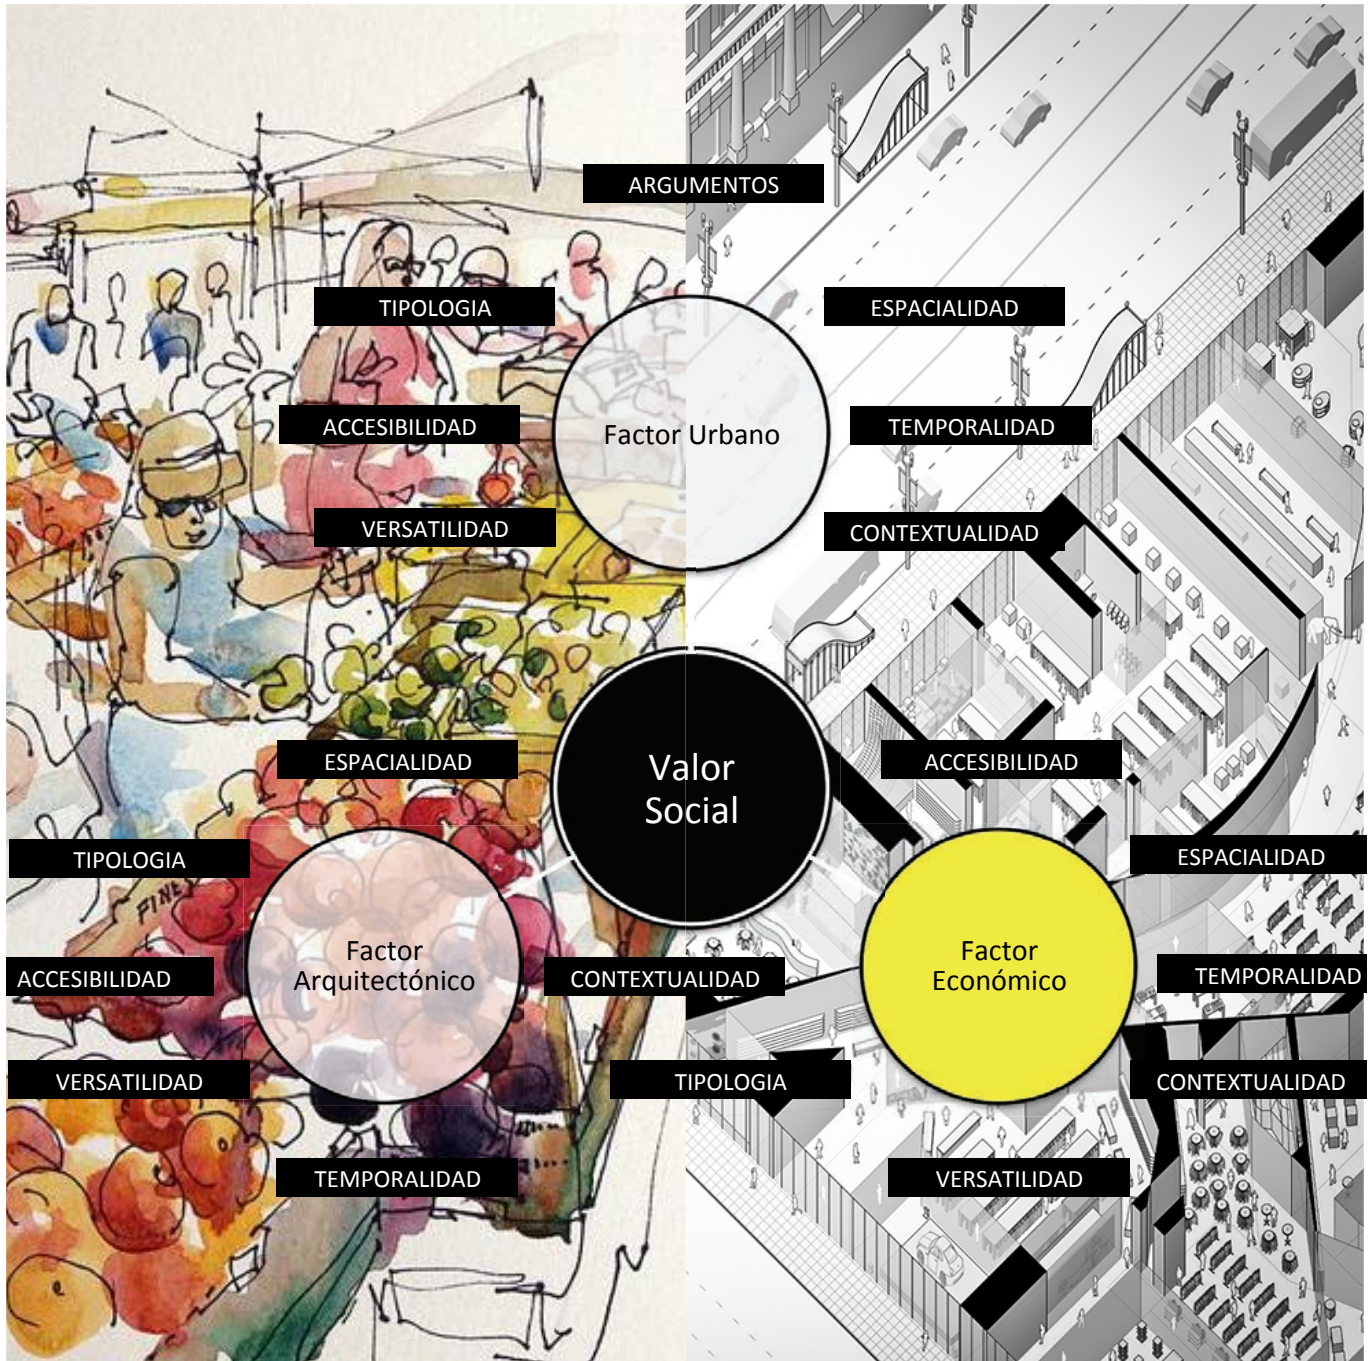 ARGUMENTOS
TIPOLOGIA
ESPACIALIDAD
ACCESIBILIDAD
Factor Urbano
TEMPORALIDAD
VERSATILIDAD
CONTEXTUALIDAD
Valor
Social
ESPACIALIDAD
ACCESIBILIDAD
TIPOLOGIA
ESPACIALIDAD
FINE
Factor
Arquitectónico
Factor
Económico
ACCESIBILIDAD
CONTEXTUALIDAD
TEMPORALIDAD
VERSATILIDAD
TIPOLOGIA
CONTEXTUALIDAD
TEMPORALIDAD
VERSATILIDAD